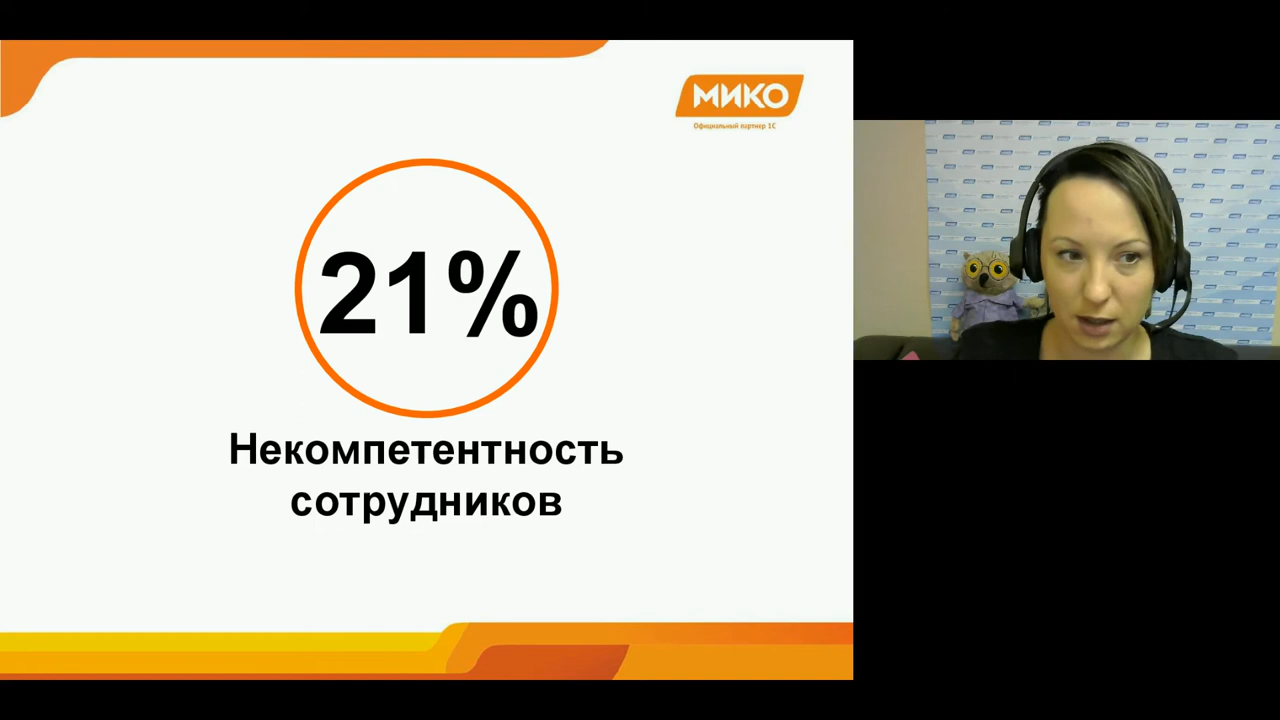 МИКО
Официальный партнер 1С
21%
Некомпетентность
сотрудников